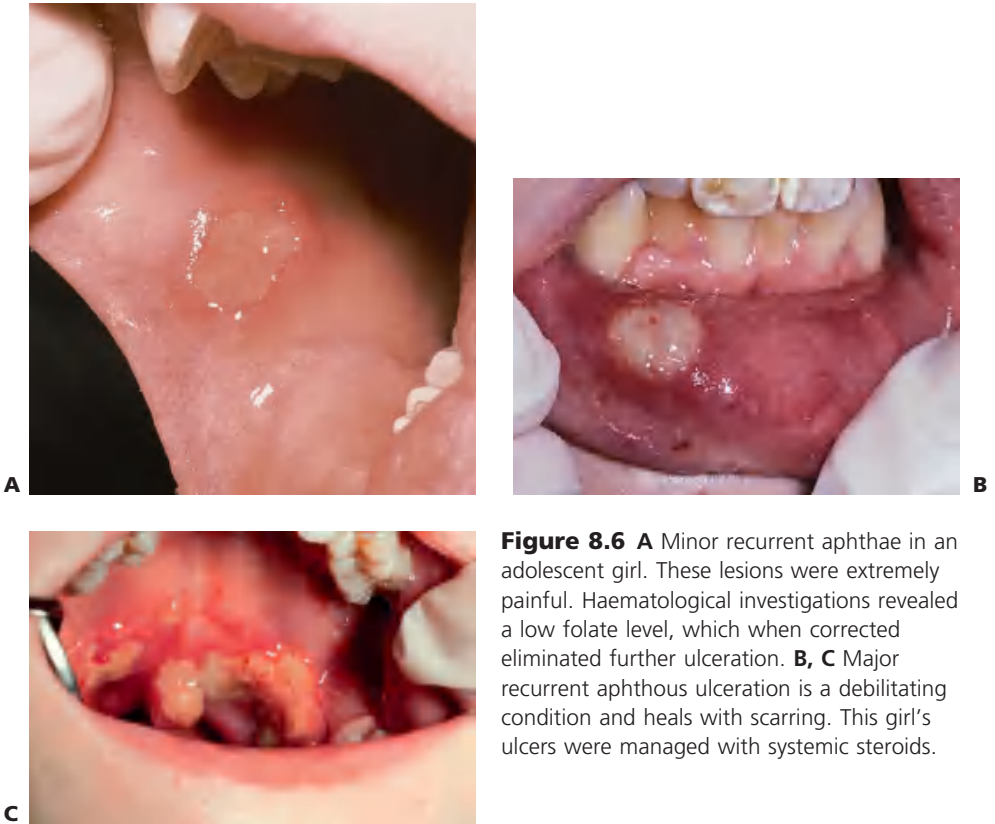 A
B
C
Figure 8.6 A Minor recurrent aphthae in an
adolescent girl. These lesions were extremely
painful. Haematological investigations revealed
a low folate level, which when corrected
eliminated further ulceration. B, C Major
recurrent aphthous ulceration is a debilitating
condition and heals with scarring. This girl's
ulcers were managed with systemic steroids.